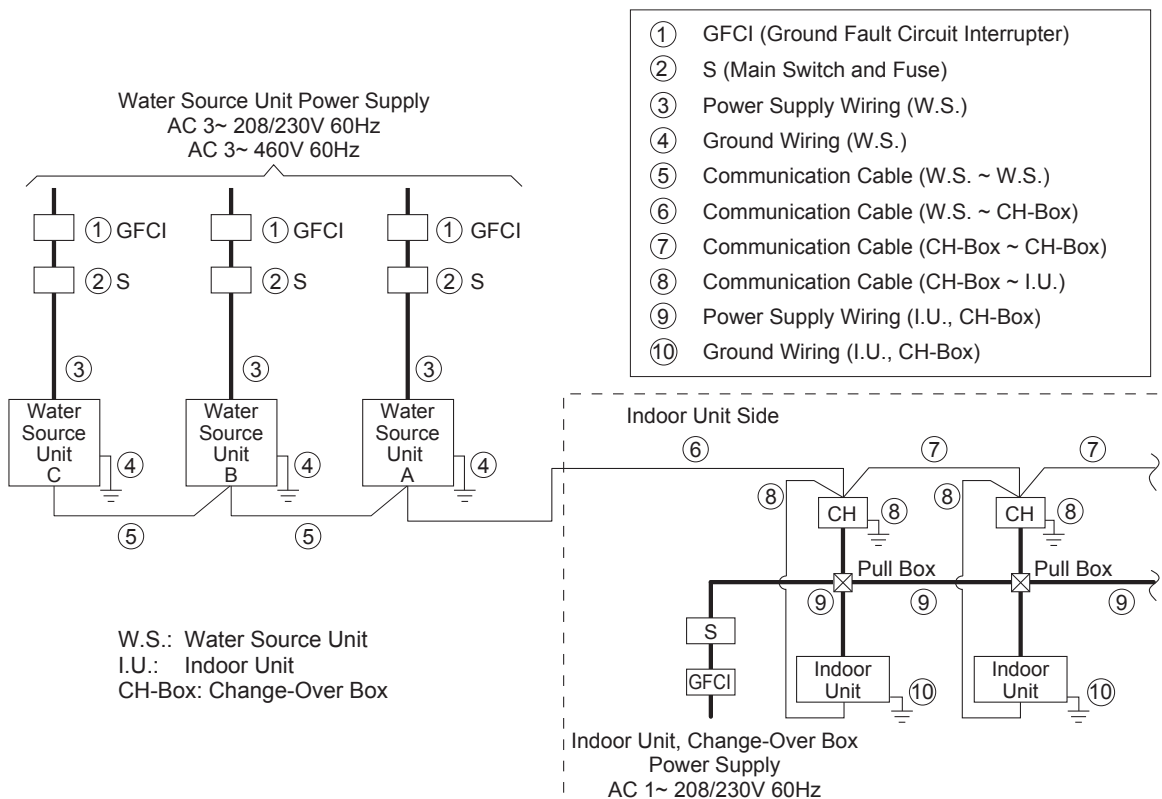 ① GFCI (Ground Fault Circuit Interrupter)
② S (Main Switch and Fuse)
③ Power Supply Wiring (W.S.)
④ Ground Wiring (W.S.)
⑤ Communication Cable (W.S. ~ W.S.)
⑥ Communication Cable (W.S. ~ CH-Box)
⑦ Communication Cable (CH-Box ~ CH-Box)
⑧ Communication Cable (CH-Box ~ I.U.)
⑨ Power Supply Wiring (I.U., CH-Box)
⑩ Ground Wiring (I.U., CH-Box)
Water Source Unit Power Supply
AC 3~ 208/230V 60Hz
AC 3~ 460V 60Hz
① GFCI
① GFCI
① GFCI
② S
② S
② S
③
③
③
Water
Source
Unit
C
④
Water
Source
Unit
B
④
Water
Source
Unit
A
④
⑤
⑤
Indoor Unit Side
⑥
⑦
⑦
⑧
CH
⑧
⑧
CH
⑧
Pull Box
Pull Box
⑨
⑨
⑨
S
GFCI
Indoor
Unit
⑩
Indoor
Unit
⑩
Indoor Unit, Change-Over Box
Power Supply
AC 1~ 208/230V 60Hz
W.S.: Water Source Unit
I.U.: Indoor Unit
CH-Box: Change-Over Box